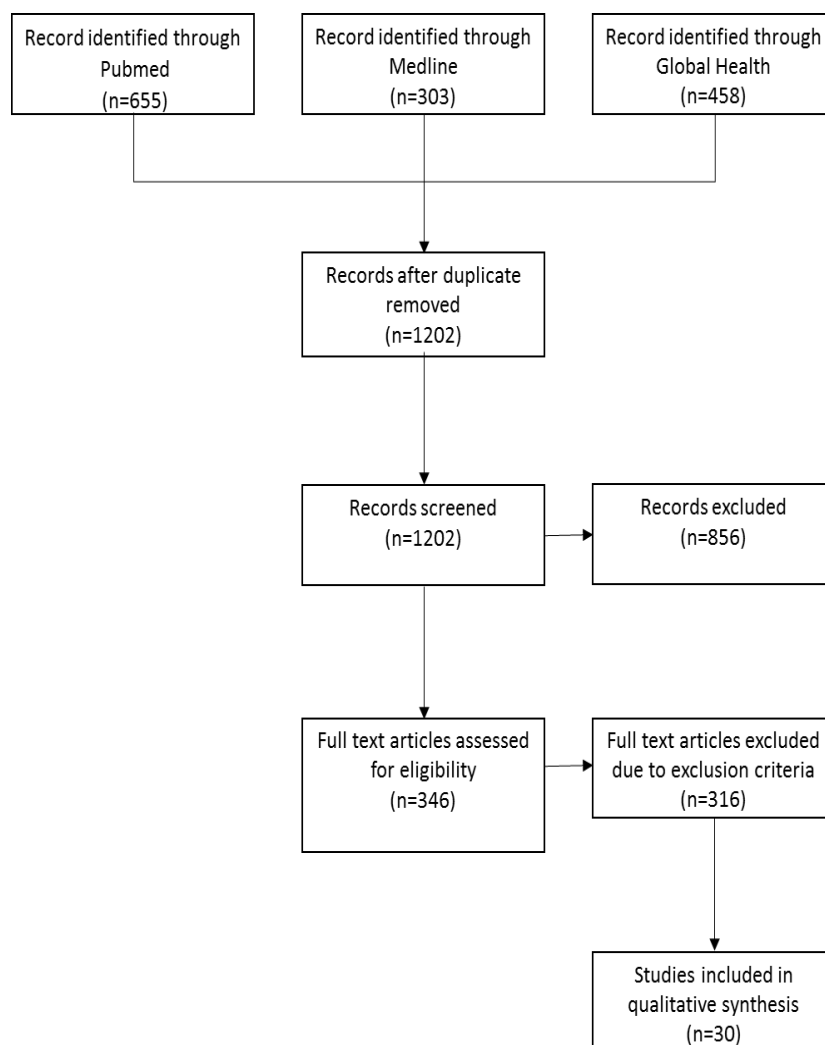 Record identified through
Pubmed
(n=655)
Record identified through
Medline
(n=303)
Record identified through
Global Health
(n=458)
Records after duplicate
removed
(n=1202)
Records screened
(n=1202)
Records excluded
(n=856)
Full text articles assessed
for eligibility
(n=346)
Full text articles excluded
due to exclusion criteria
(n=316)
Studies included in
qualitative synthesis
(n=30)